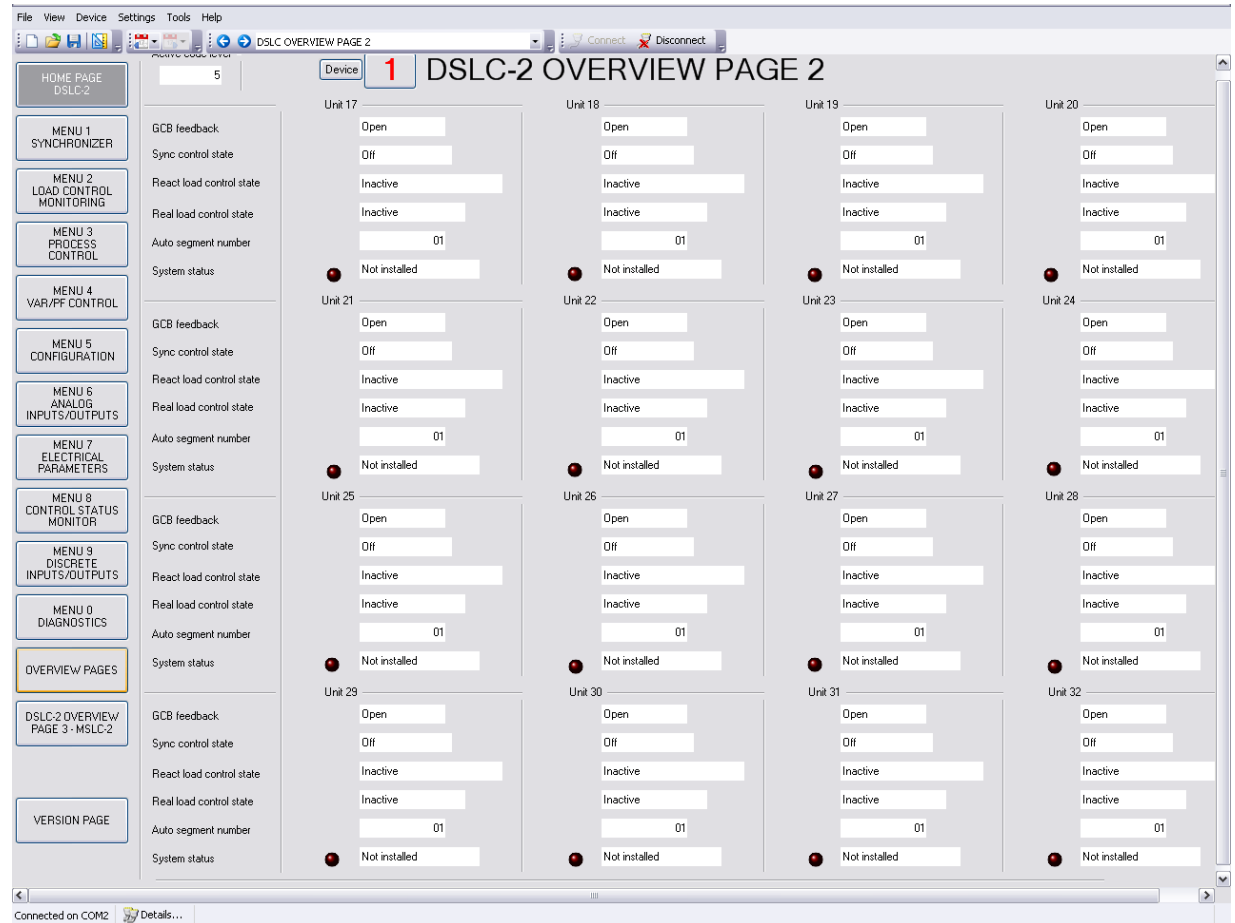 File View Device Settings Tools Help
DSLC OVERVIEW PAGE 2 Connect Disconnect
Active code level
5
Device 1 DSLC-2 OVERVIEW PAGE 2
HOME PAGE
DSLC-2
MENU 1
SYNCHRONIZER
MENU 2
LOAD CONTROL
MONITORING
MENU 3
PROCESS
CONTROL
MENU 4
VAR/PF CONTROL
MENU 5
CONFIGURATION
MENU 6
ANALOG
INPUTS/OUTPUTS
MENU 7
ELECTRICAL
PARAMETERS
MENU 8
CONTROL STATUS
MONITOR
MENU 9
DISCRETE
INPUTS/OUTPUTS
MENU 0
DIAGNOSTICS
OVERVIEW PAGES
DSLC-2 OVERVIEW
PAGE 3 - MSLC-2
VERSION PAGE
Unit 17 Unit 18 Unit 19 Unit 20
GCB feedback Open Open Open Open
Sync control state Off Off Off Off
React load control state Inactive Inactive Inactive Inactive
Real load control state Inactive Inactive Inactive Inactive
Auto segment number 01 01 01 01
System status Not installed Not installed Not installed Not installed
Unit 21 Unit 22 Unit 23 Unit 24
GCB feedback Open Open Open Open
Sync control state Off Off Off Off
React load control state Inactive Inactive Inactive Inactive
Real load control state Inactive Inactive Inactive Inactive
Auto segment number 01 01 01 01
System status Not installed Not installed Not installed Not installed
Unit 25 Unit 26 Unit 27 Unit 28
GCB feedback Open Open Open Open
Sync control state Off Off Off Off
React load control state Inactive Inactive Inactive Inactive
Real load control state Inactive Inactive Inactive Inactive
Auto segment number 01 01 01 01
System status Not installed Not installed Not installed Not installed
Unit 29 Unit 30 Unit 31 Unit 32
GCB feedback Open Open Open Open
Sync control state Off Off Off Off
React load control state Inactive Inactive Inactive Inactive
Real load control state Inactive Inactive Inactive Inactive
Auto segment number 01 01 01 01
System status Not installed Not installed Not installed Not installed
Connected on COM2 Details...